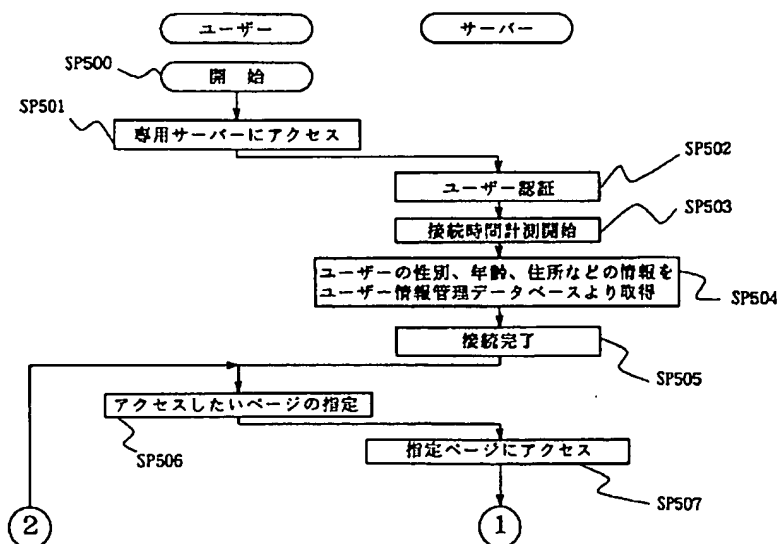 ユーザー
サーバー
SP500
開 始
SP501
専用サーバーにアクセス
SP502
ユーザー認証
SP503
接続時間計測開始
ユーザーの性別、年齢、住所などの情報を
ユーザー情報管理データベースより取得
SP504
接続完了
SP505
アクセスしたいページの指定
SP506
指定ページにアクセス
SP507
2
1